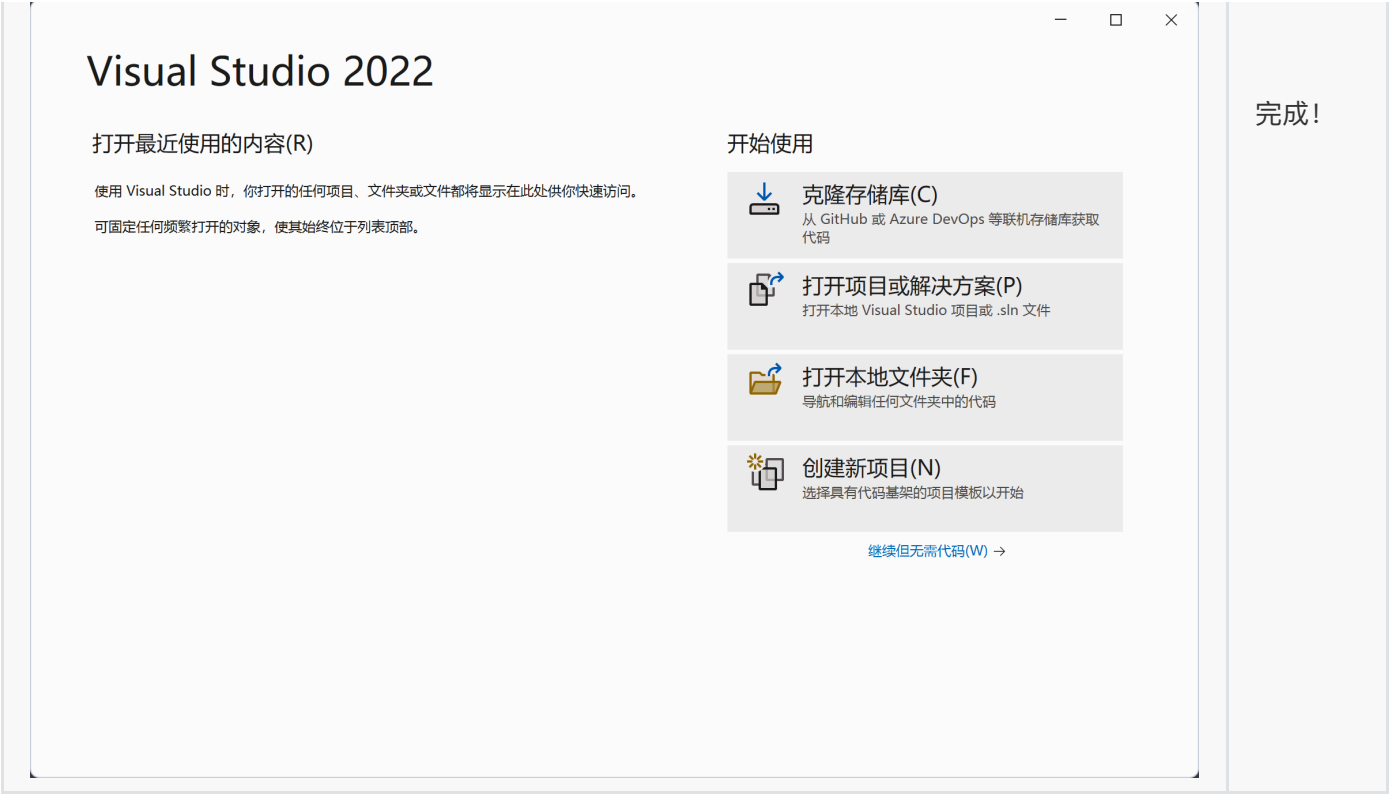 Visual Studio 2022
打开最近使用的内容(R)
使用 Visual Studio 时，你打开的任何项目、文件夹或文件都将显示在此处供你快速访问。
可固定任何频繁打开的对象，使其始终位于列表顶部。
开始使用
克隆存储库(C)
从 GitHub 或 Azure DevOps 等联机存储库获取
代码
打开项目或解决方案(P)
打开本地 Visual Studio 项目或 .sln 文件
打开本地文件夹(F)
导航和编辑任何文件夹中的代码
创建新项目(N)
选择具有代码基架的项目模板以开始
继续但无需代码(W) →
完成！